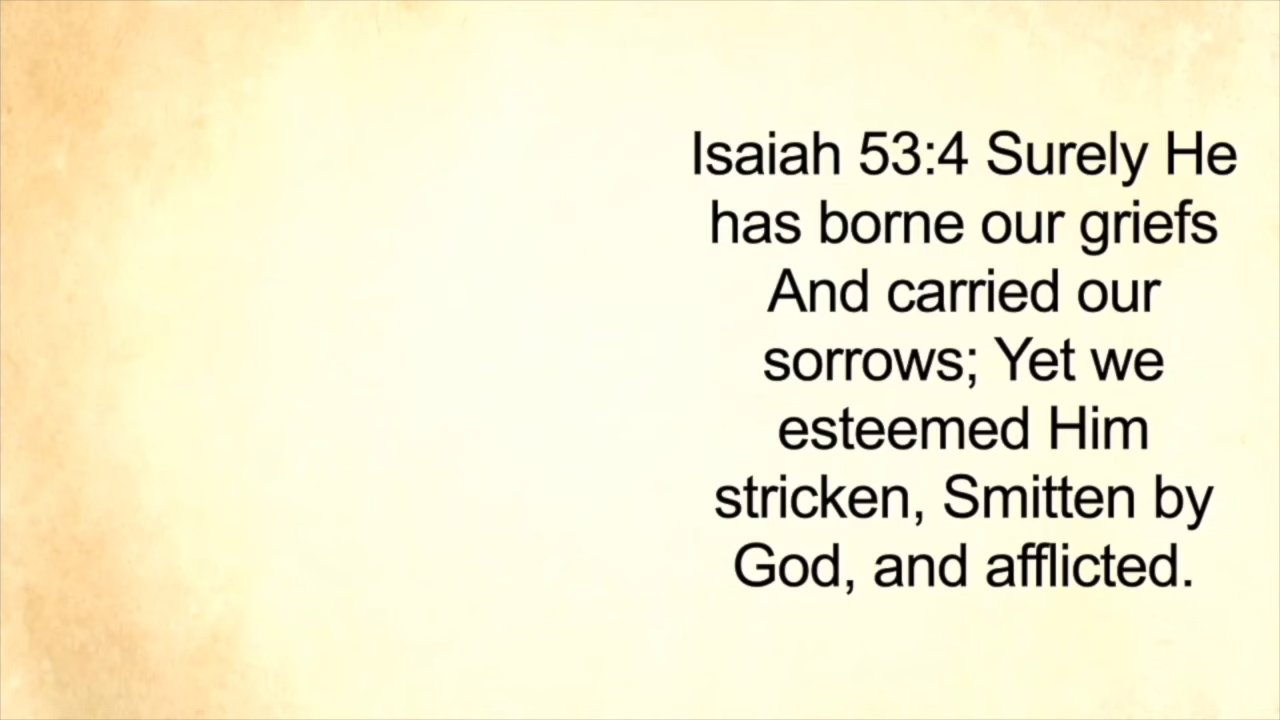 Isaiah 53:4 Surely He
has borne our griefs
And carried our
sorrows; Yet we
esteemed Him
stricken, Smitten by
God, and afflicted.